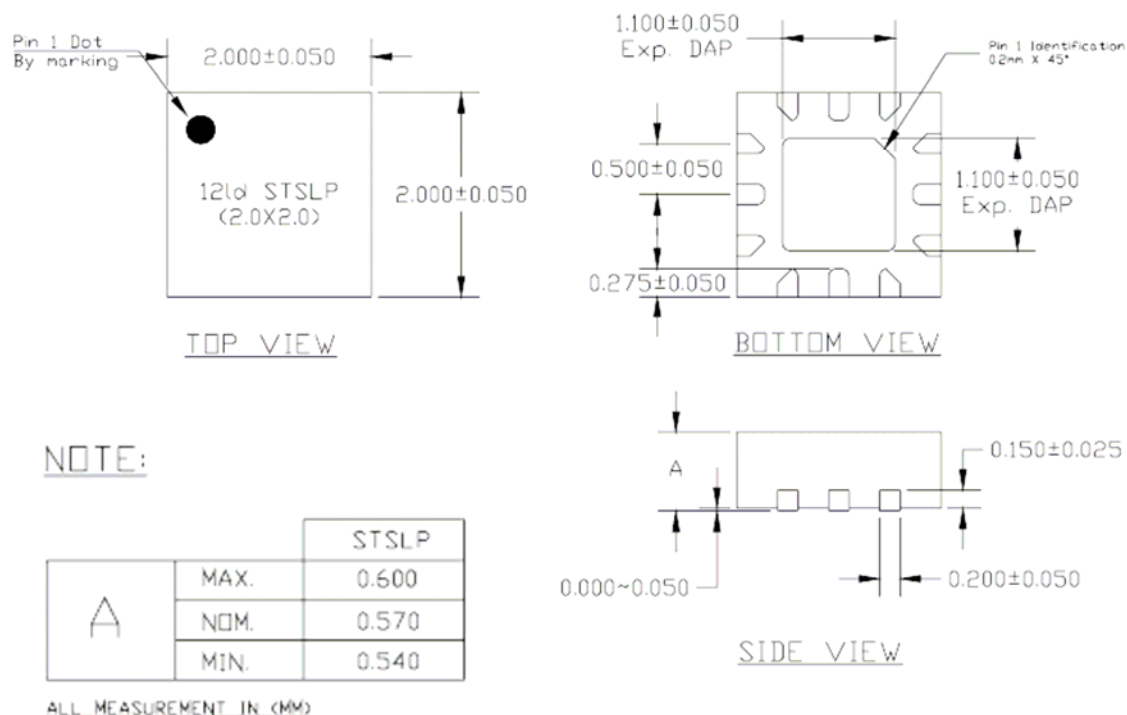 Pin 1 Dot
By marking
2.000±0.050
2.000±0.050
12ld STSLP
(2.0X2.0)
TOP VIEW
1.100±0.050
Exp. DAP
Pin 1 Identification
0.2mm X 45°
0.500±0.050
0.275±0.050
1.100±0.050
Exp. DAP
BOTTOM VIEW
NOTE:
STSLP
A
MAX.
0.600
NOM.
0.570
MIN.
0.540
ALL MEASUREMENT IN (MM)
A
0.150±0.025
0.000~0.050
0.200±0.050
SIDE VIEW